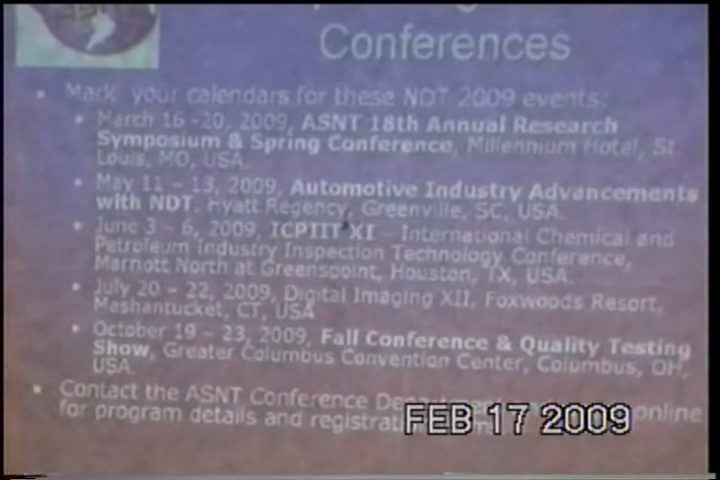 Conferences
• Mark your calendars for these NDT 2009 events:
• March 16 -20, 2009, ASNT 18th Annual Research
Symposium & Spring Conference, Millennium Hotel, St.
Louis, MO, USA.
• May 11 – 13, 2009, Automotive Industry Advancements
with NDT, Hyatt Regency, Greenville, SC, USA.
• June 3 – 6, 2009, ICPIIT XI – International Chemical and
Petroleum Industry Inspection Technology Conference,
Marriott North at Greenspoint, Houston, TX, USA.
• July 20 – 22, 2009, Digital Imaging XII, Foxwoods Resort,
Mashantucket, CT, USA
• October 19 – 23, 2009, Fall Conference & Quality Testing
Show, Greater Columbus Convention Center, Columbus, OH,
USA.
• Contact the ASNT Conference online
for program details and
FEB 17 2009